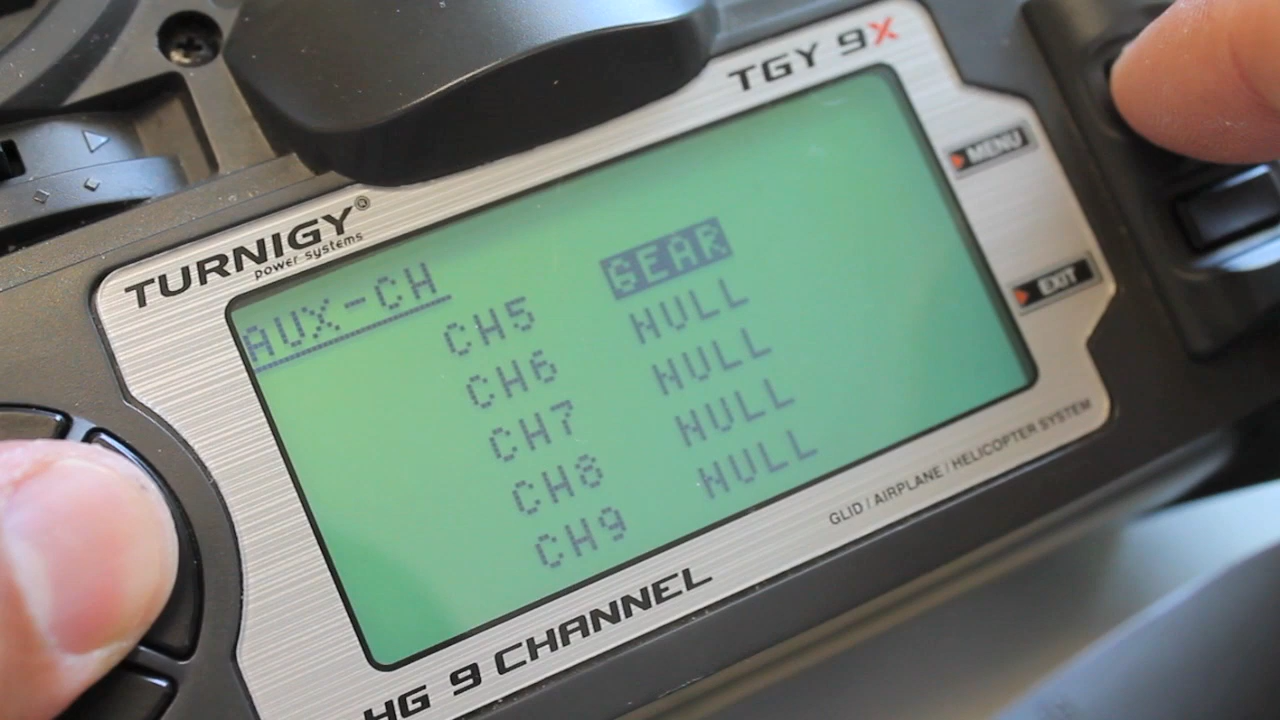 TGY 9X
MENU
EXIT
TURNIGY®
power systems
AUX-CH
CH5 GEAR
CH6 NULL
CH7 NULL
CH8 NULL
CH9 NULL
GLID / AIRPLANE / HELICOPTER SYSTEM
HG 9 CHANNEL